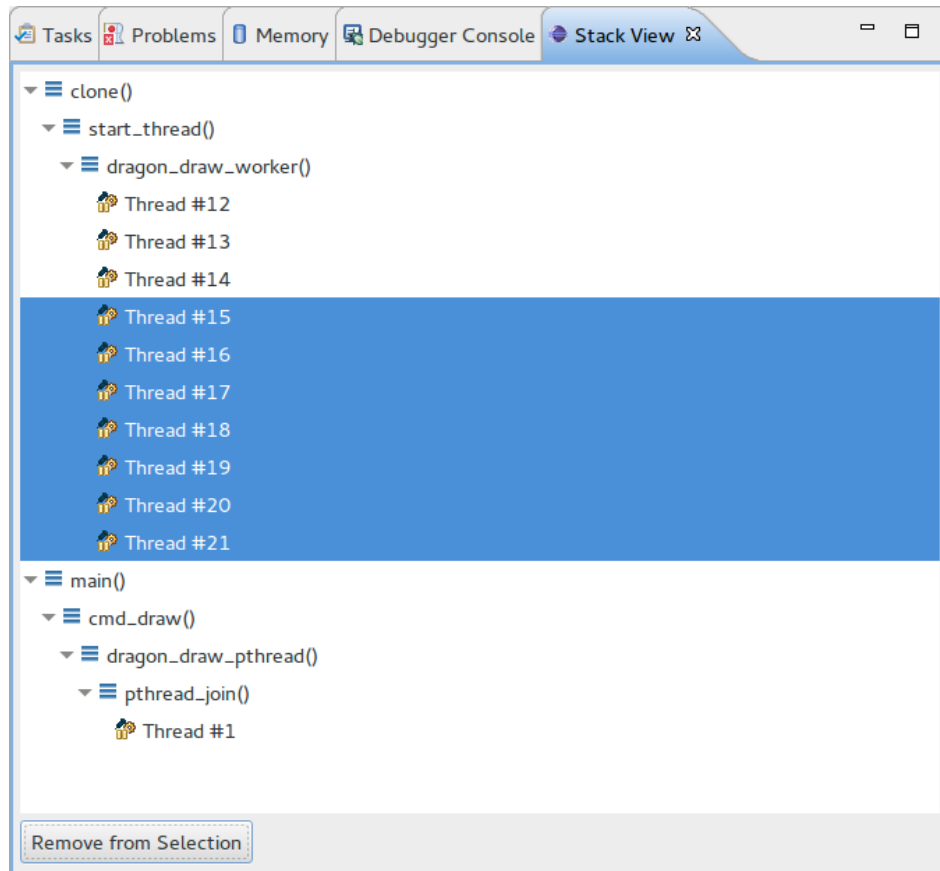 Tasks Problems Memory Debugger Console Stack View
clone()
start_thread()
dragon_draw_worker()
Thread #12
Thread #13
Thread #14
Thread #15
Thread #16
Thread #17
Thread #18
Thread #19
Thread #20
Thread #21
main()
cmd_draw()
dragon_draw_pthread()
pthread_join()
Thread #1
Remove from Selection